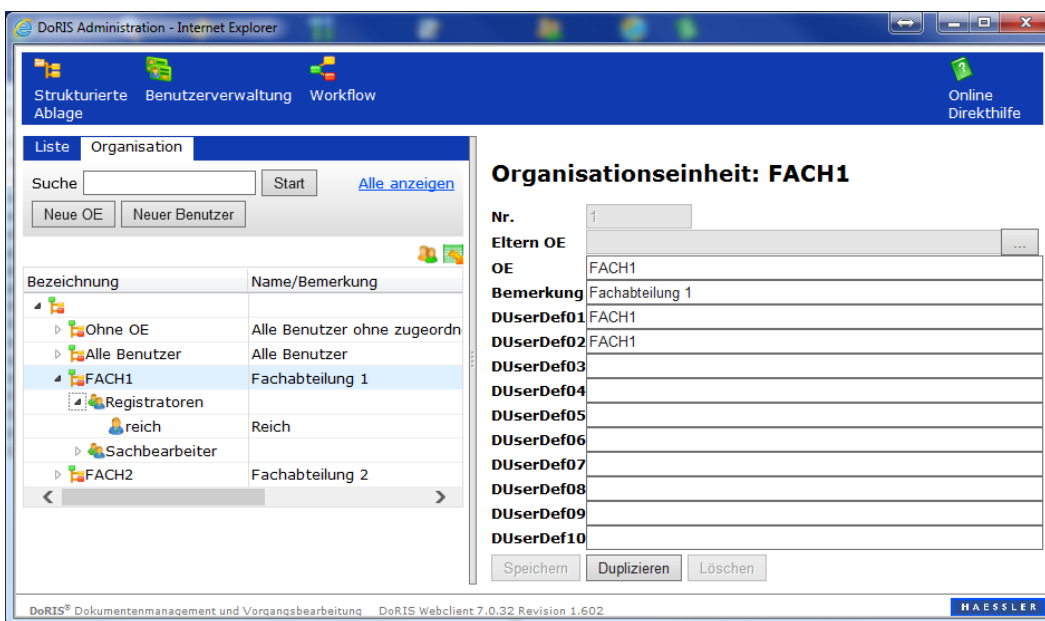 DoRIS Administration - Internet Explorer
Strukturierte Ablage
Benutzerverwaltung
Workflow
Online Direkthilfe
Liste Organisation
Suche Start Alle anzeigen
Neue OE Neuer Benutzer
Bezeichnung Name/Bemerkung
Ohne OE Alle Benutzer ohne zugeordn
Alle Benutzer Alle Benutzer
FACH1 Fachabteilung 1
Registratoren
reich Reich
Sachbearbeiter
FACH2 Fachabteilung 2
Organisationseinheit: FACH1
Nr. 1
Eltern OE ...
OE FACH1
Bemerkung Fachabteilung 1
DUserDef01 FACH1
DUserDef02 FACH1
DUserDef03
DUserDef04
DUserDef05
DUserDef06
DUserDef07
DUserDef08
DUserDef09
DUserDef10
Speichern Duplizieren Löschen
DoRIS® Dokumentenmanagement und Vorgangsbearbeitung DoRIS Webclient 7.0.32 Revision 1.602
HAESSLER